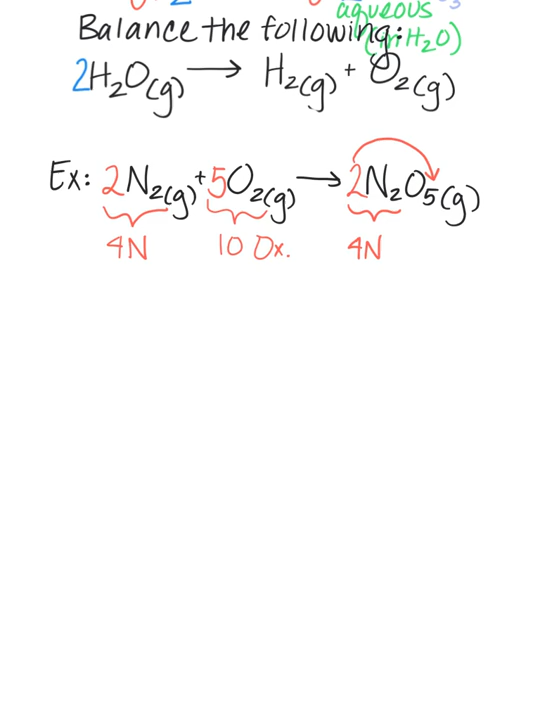 aqueous
Balance the following:
(in H₂O)
2H₂O(g) → H₂(g) + O₂(g)
Ex: 2N₂(g) + 5O₂(g) → 2N₂O₅(g)
4N 10 Ox. 4N